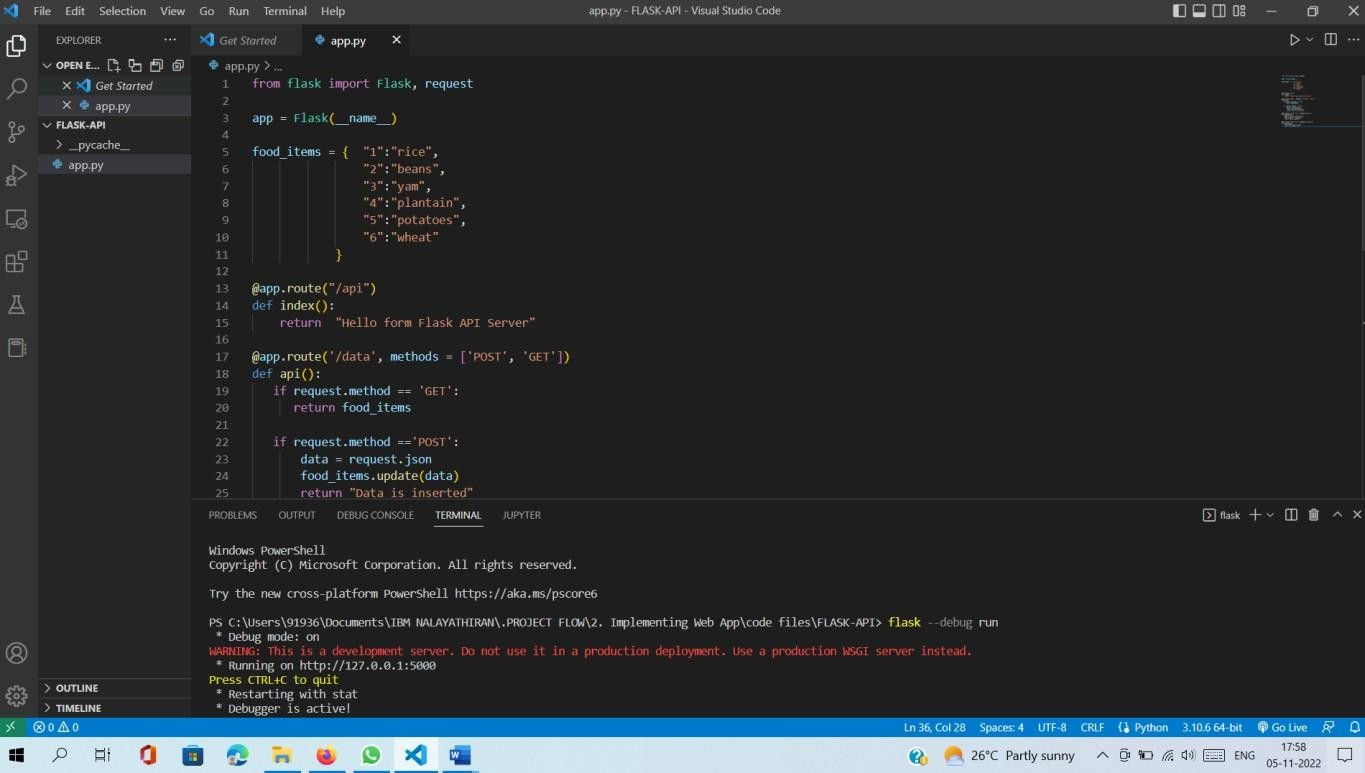 File Edit Selection View Go Run Terminal Help app.py - FLASK-API - Visual Studio Code
EXPLORER
OPEN E...
Get Started
app.py
FLASK-API
__pycache__
app.py
OUTLINE
TIMELINE
Get Started app.py
app.py > ...
1 from flask import Flask, request
2
3 app = Flask(__name__)
4
5 food_items = { "1":"rice",
6 "2":"beans",
7 "3":"yam",
8 "4":"plantain",
9 "5":"potatoes",
10 "6":"wheat"
11 }
12
13 @app.route("/api")
14 def index():
15 return "Hello form Flask API Server"
16
17 @app.route('/data', methods = ['POST', 'GET'])
18 def api():
19 if request.method == 'GET':
20 return food_items
21
22 if request.method =='POST':
23 data = request.json
24 food_items.update(data)
25 return "Data is inserted"
PROBLEMS OUTPUT DEBUG CONSOLE TERMINAL JUPYTER flask
Windows PowerShell
Copyright (C) Microsoft Corporation. All rights reserved.
Try the new cross-platform PowerShell https://aka.ms/pscore6
PS C:\Users\91936\Documents\IBM NALAYATHIRAN\.PROJECT FLOW\2. Implementing Web App\code files\FLASK-API> flask --debug run
* Debug mode: on
WARNING: This is a development server. Do not use it in a production deployment. Use a production WSGI server instead.
* Running on http://127.0.0.1:5000
Press CTRL+C to quit
* Restarting with stat
* Debugger is active!
0 0 Ln 36, Col 28 Spaces: 4 UTF-8 CRLF Python 3.10.6 64-bit Go Live
26°C Partly sunny ENG 17:58
05-11-2022